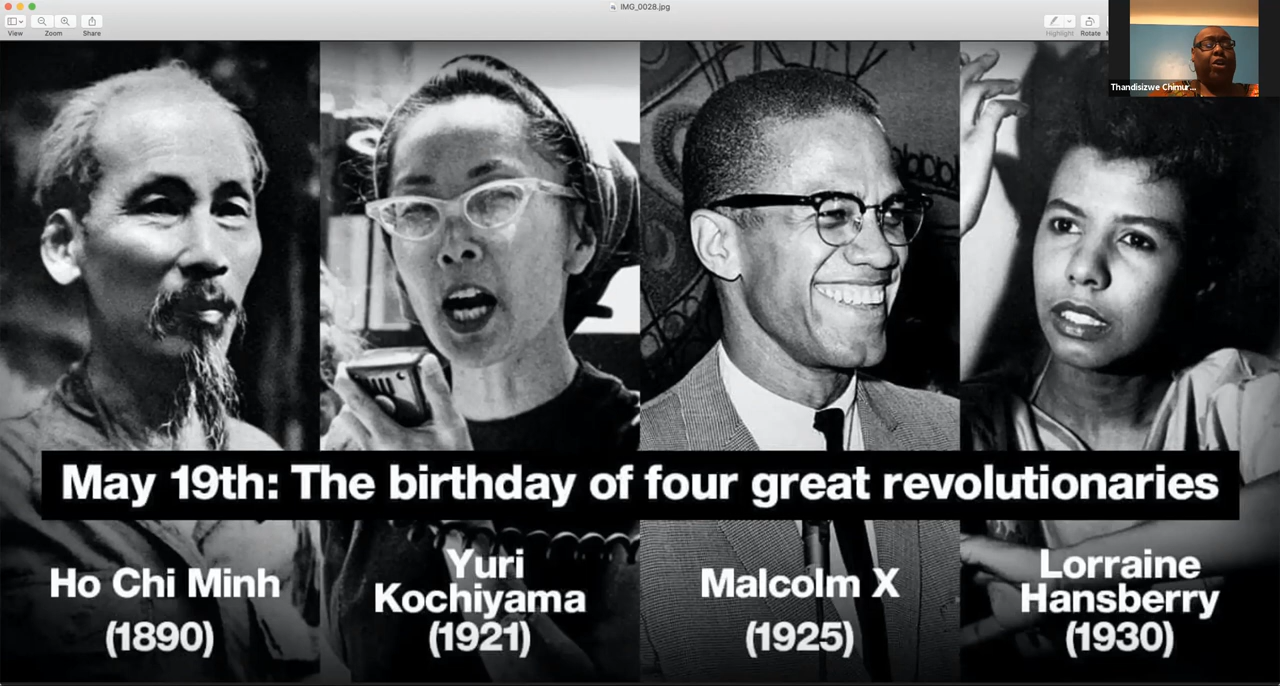 IMG_0028.jpg
View
Zoom
Share
Highlight
Rotate
Thandisizwe Chimur...
May 19th: The birthday of four great revolutionaries
Ho Chi Minh
(1890)
Yuri
Kochiyama
(1921)
Malcolm X
(1925)
Lorraine
Hansberry
(1930)